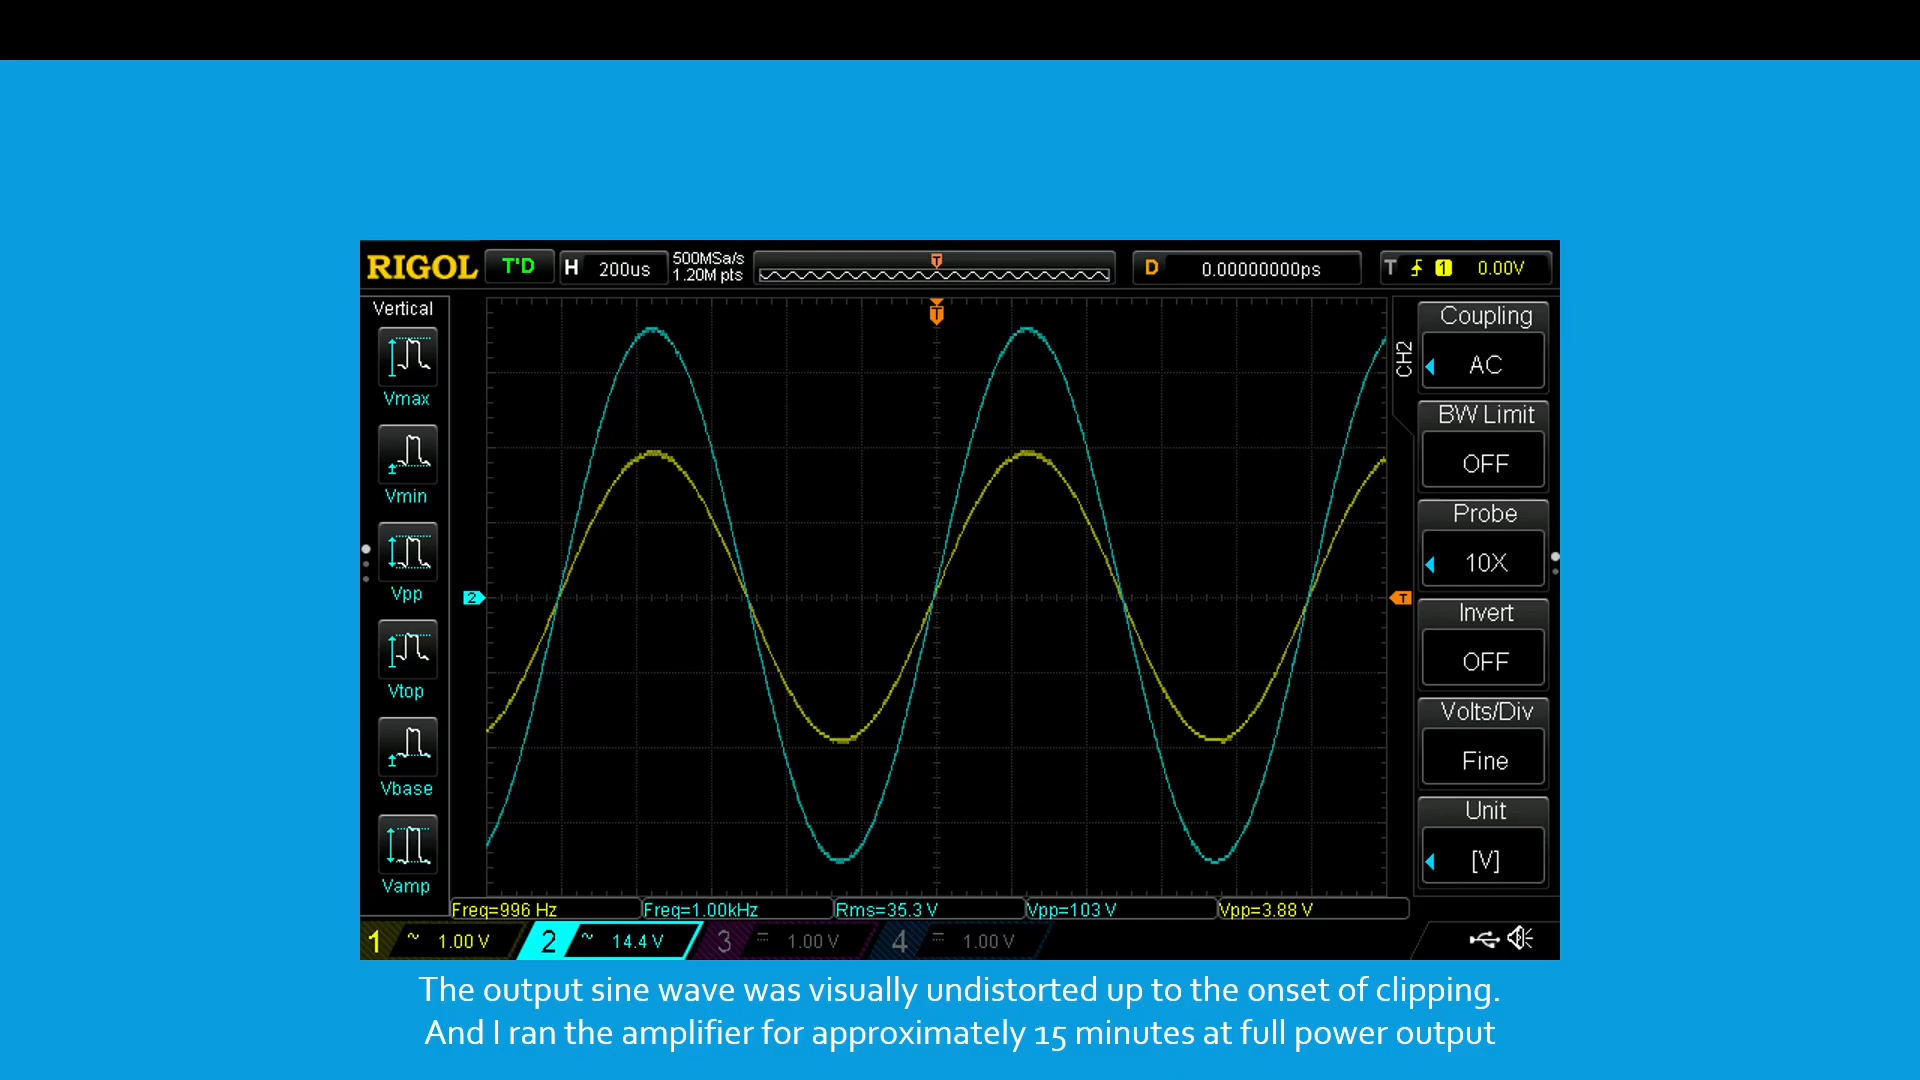 RIGOL T'D H 200us 500MSa/s 1.20M pts T D 0.00000000ps T 1 0.00V
Vertical
Vmax
Vmin
Vpp
Vtop
Vbase
Vamp
T
2
T
CH2
Coupling
AC
BW Limit
OFF
Probe
10X
Invert
OFF
Volts/Div
Fine
Unit
[V]
Freq=996 Hz Freq=1.00kHz Rms=35.3 V Vpp=103 V Vpp=3.88 V
1 ~ 1.00 V 2 ~ 14.4 V 3 = 1.00 V 4 = 1.00 V
The output sine wave was visually undistorted up to the onset of clipping.
And I ran the amplifier for approximately 15 minutes at full power output